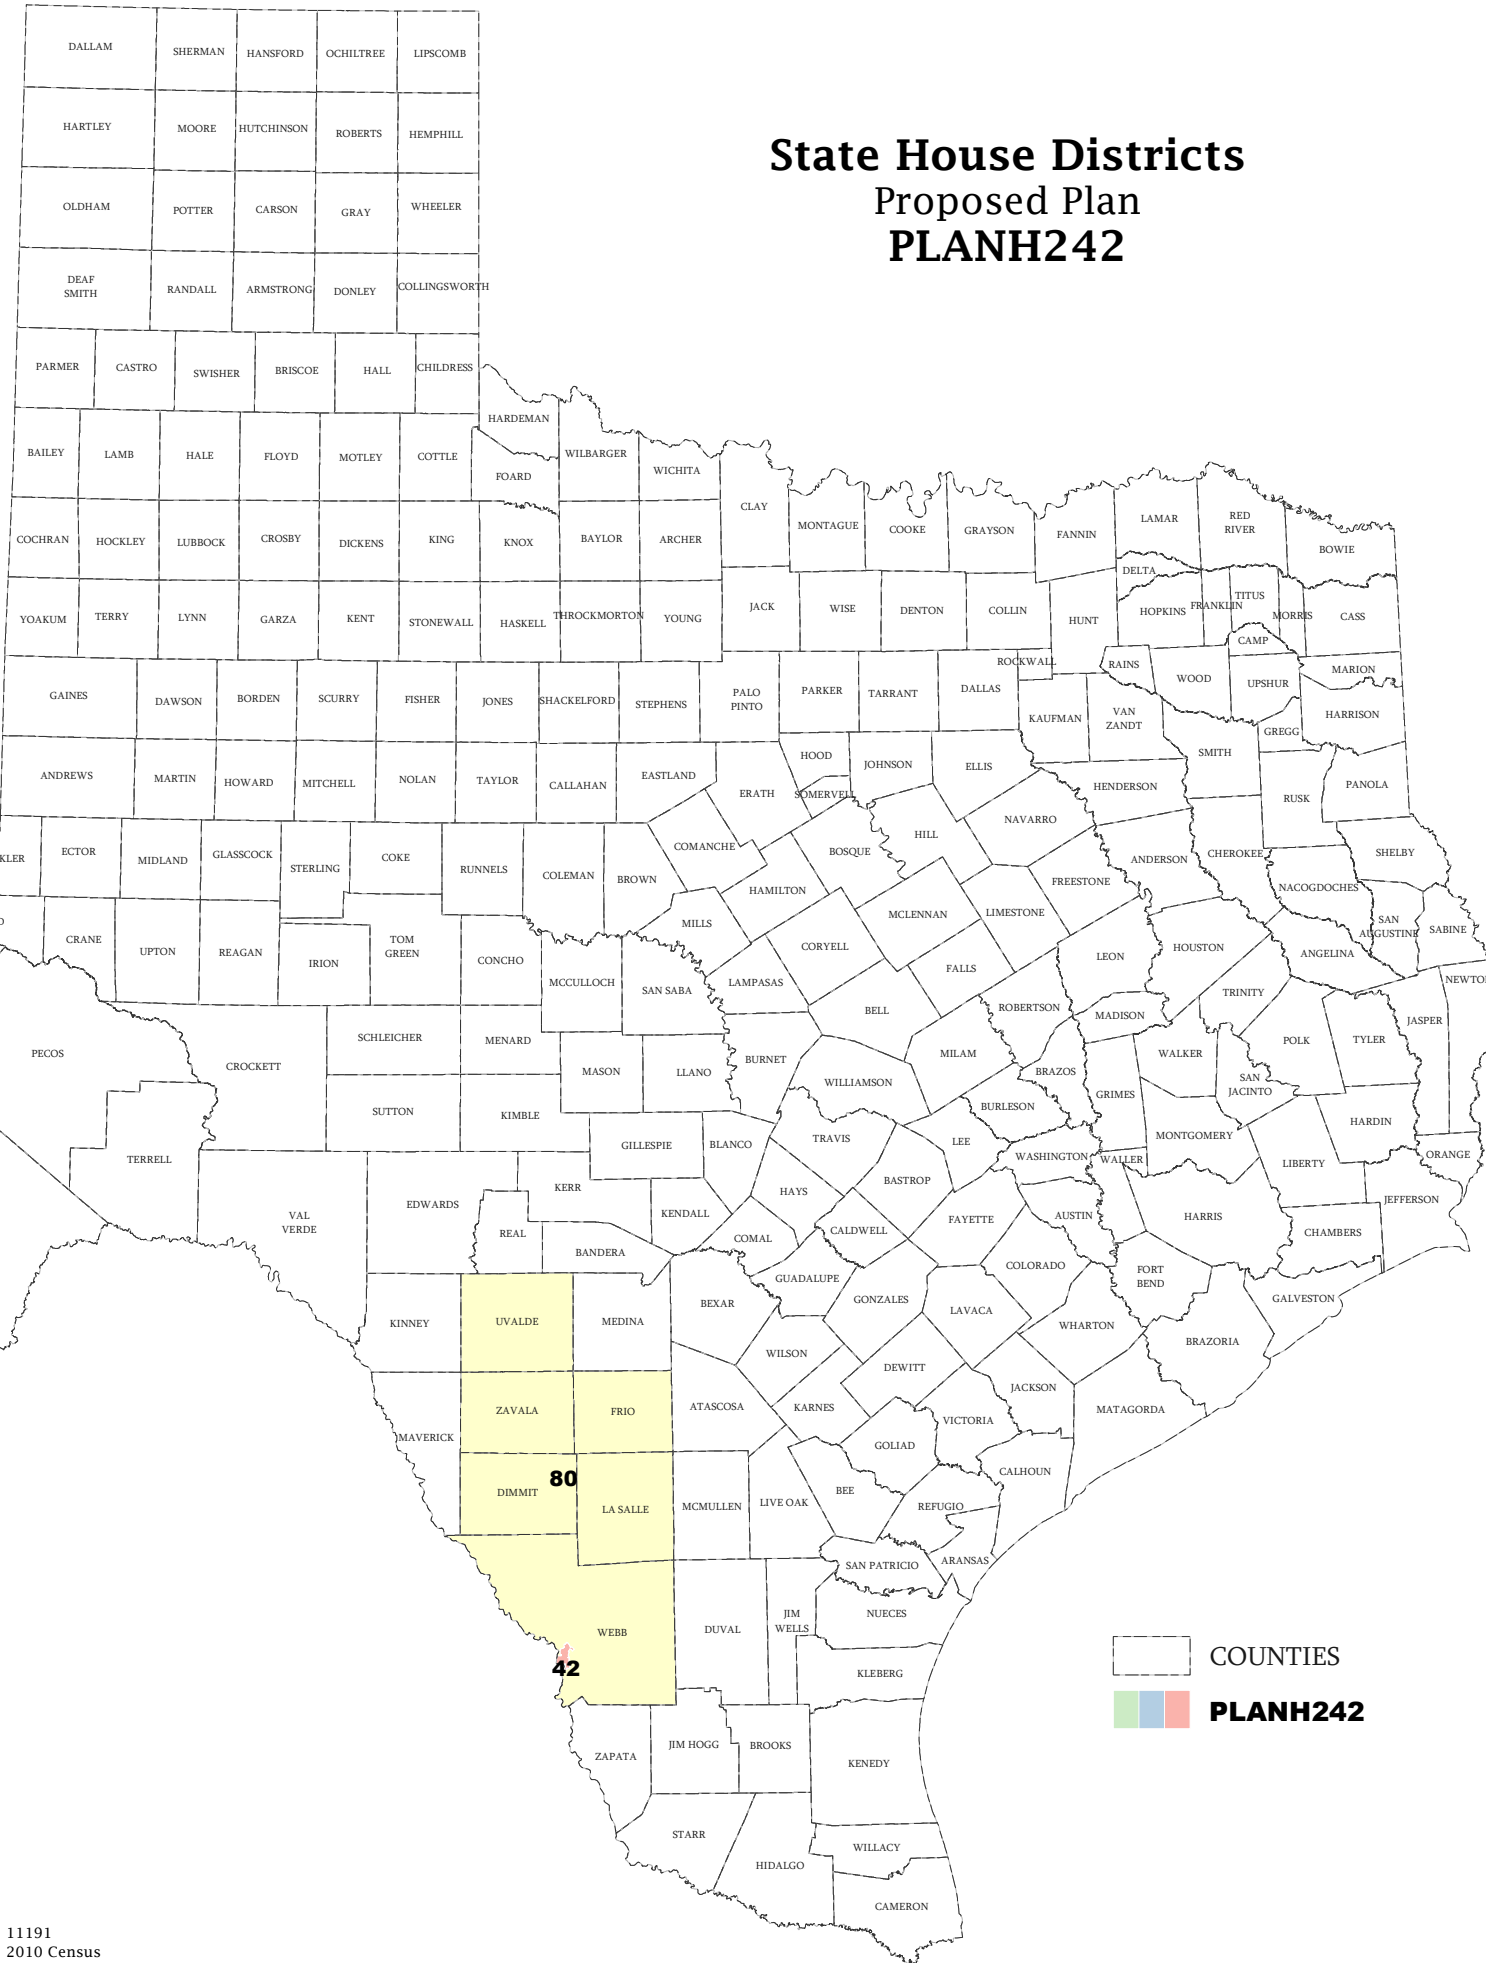 State House Districts
Proposed Plan
PLANH242
DALLAM
SHERMAN
HANSFORD
OCHILTREE
LIPSCOMB
HARTLEY
MOORE
HUTCHINSON
ROBERTS
HEMPHILL
OLDHAM
POTTER
CARSON
GRAY
WHEELER
DEAF
SMITH
RANDALL
ARMSTRONG
DONLEY
COLLINGSWORTH
PARMER
CASTRO
SWISHER
BRISCOE
HALL
CHILDRESS
HARDEMAN
BAILEY
LAMB
HALE
FLOYD
MOTLEY
COTTLE
FOARD
WILBARGER
WICHITA
CLAY
MONTAGUE
COOKE
GRAYSON
FANNIN
LAMAR
RED
RIVER
BOWIE
COCHRAN
HOCKLEY
LUBBOCK
CROSBY
DICKENS
KING
KNOX
BAYLOR
ARCHER
DELTA
YOAKUM
TERRY
LYNN
GARZA
KENT
STONEWALL
HASKELL
THROCKMORTON
YOUNG
JACK
WISE
DENTON
COLLIN
HUNT
HOPKINS
FRANKLIN
TITUS
MORRIS
CASS
CAMP
GAINES
DAWSON
BORDEN
SCURRY
FISHER
JONES
SHACKELFORD
STEPHENS
PALO
PINTO
PARKER
TARRANT
DALLAS
ROCKWALL
RAINS
WOOD
UPSHUR
MARION
KAUFMAN
VAN
ZANDT
GREGG
HARRISON
SMITH
ANDREWS
MARTIN
HOWARD
MITCHELL
NOLAN
TAYLOR
CALLAHAN
EASTLAND
ERATH
HOOD
SOMERVELL
JOHNSON
ELLIS
HENDERSON
RUSK
PANOLA
KLER
ECTOR
MIDLAND
GLASSCOCK
STERLING
COKE
RUNNELS
COLEMAN
BROWN
COMANCHE
HAMILTON
BOSQUE
HILL
NAVARRO
ANDERSON
CHEROKEE
SHELBY
NACOGDOCHES
FREESTONE
LIMESTONE
MCLENNAN
MILLS
CRANE
UPTON
REAGAN
IRION
TOM
GREEN
CONCHO
MCCULLOCH
SAN SABA
LAMPASAS
CORYELL
FALLS
LEON
HOUSTON
ANGELINA
SAN
AUGUSTINE
SABINE
NEWTO
TRINITY
BELL
ROBERTSON
MADISON
JASPER
PECOS
CROCKETT
SCHLEICHER
MENARD
MASON
LLANO
BURNET
WILLIAMSON
MILAM
BRAZOS
GRIMES
WALKER
SAN
JACINTO
POLK
TYLER
SUTTON
KIMBLE
BURLESON
HARDIN
TERRELL
GILLESPIE
BLANCO
TRAVIS
LEE
WASHINGTON
WALLER
MONTGOMERY
LIBERTY
ORANGE
JEFFERSON
VAL
VERDE
EDWARDS
KERR
KENDALL
HAYS
BASTROP
FAYETTE
AUSTIN
HARRIS
CHAMBERS
REAL
BANDERA
COMAL
CALDWELL
GUADALUPE
GONZALES
COLORADO
FORT
BEND
GALVESTON
KINNEY
UVALDE
MEDINA
BEXAR
WILSON
LAVACA
WHARTON
BRAZORIA
DEWITT
JACKSON
MATAGORDA
ZAVALA
FRIO
ATASCOSA
KARNES
VICTORIA
MAVERICK
GOLIAD
CALHOUN
80
DIMMIT
LA SALLE
MCMULLEN
LIVE OAK
BEE
REFUGIO
SAN PATRICIO
ARANSAS
WEBB
DUVAL
JIM
WELLS
NUECES
42
KLEBERG
ZAPATA
JIM HOGG
BROOKS
KENEDY
STARR
HIDALGO
WILLACY
CAMERON
COUNTIES
PLANH242
11191
2010 Census